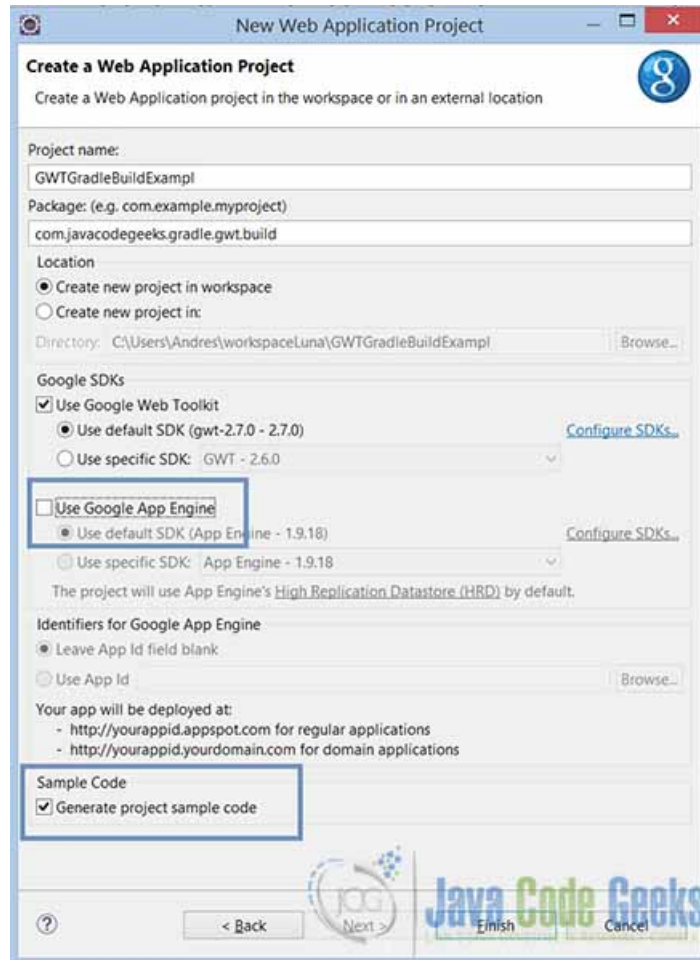 New Web Application Project
Create a Web Application Project
Create a Web Application project in the workspace or in an external location
Project name:
GWTGradleBuildExampl
Package: (e.g. com.example.myproject)
com.javacodegeeks.gradle.gwt.build
Location
Create new project in workspace
Create new project in:
Directory: C:\Users\Andres\workspaceLuna\GWTGradleBuildExampl Browse...
Google SDKs
Use Google Web Toolkit
Use default SDK (gwt-2.7.0 - 2.7.0) Configure SDKs...
Use specific SDK: GWT - 2.6.0
Use Google App Engine
Use default SDK (App Engine - 1.9.18) Configure SDKs...
Use specific SDK: App Engine - 1.9.18
The project will use App Engine's High Replication Datastore (HRD) by default.
Identifiers for Google App Engine
Leave App Id field blank
Use App Id Browse...
Your app will be deployed at:
- http://yourappid.appspot.com for regular applications
- http://yourappid.yourdomain.com for domain applications
Sample Code
Generate project sample code
JCG Java Code Geeks
? < Back Next > Finish Cancel